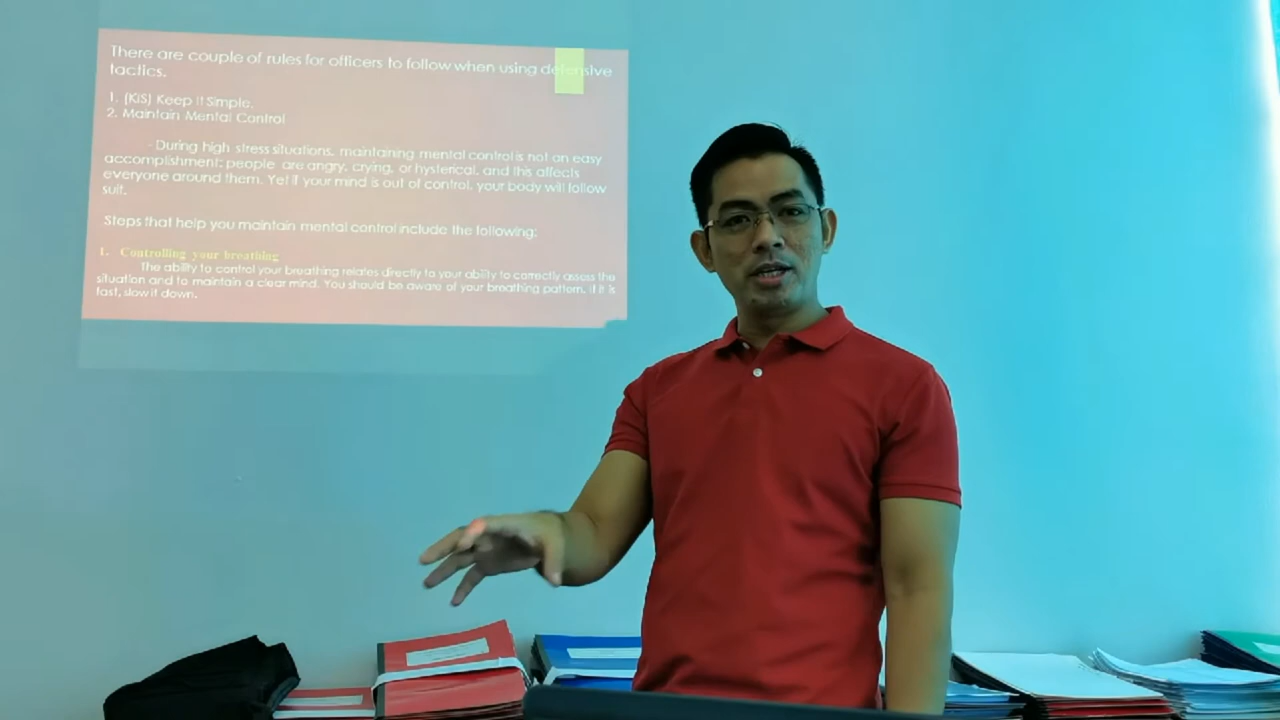 There are couple of rules for officers to follow when using defensive
tactics.
1. (KIS) Keep It Simple.
2. Maintain Mental Control
- During high stress situations, maintaining mental control is not an easy
accomplishment; people are angry, crying, or hysterical, and this affects
everyone around them. Yet if your mind is out of control, your body will follow
suit.
Steps that help you maintain mental control include the following:
1. Controlling your breathing
The ability to control your breathing relates directly to your ability to correctly assess the
situation and to maintain a clear mind. You should be aware of your breathing pattern, if it is
fast, slow it down.